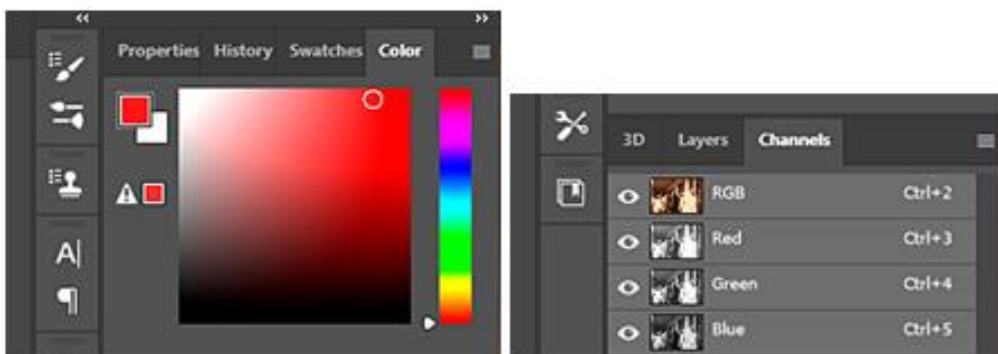 Properties History Swatches Color
A|
3D Layers Channels
RGB Ctrl+2
Red Ctrl+3
Green Ctrl+4
Blue Ctrl+5